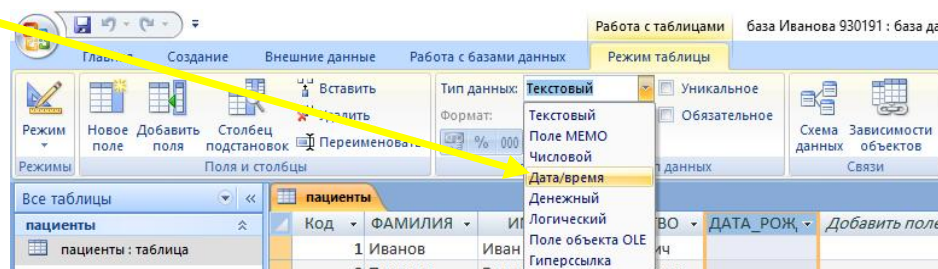 Работа с таблицами
база Иванова 930191 : база да
Главная Создание Внешние данные Работа с базами данных Режим таблицы
Режим
Новое поле
Добавить поля
Столбец подстановок
Вставить
Удалить
Переименовать
Тип данных: Текстовый
Формат:
% 000
Уникальное
Обязательное
Схема данных
Зависимости объектов
Режимы
Поля и столбцы
данных
Связи
Текстовый
Поле MEMO
Числовой
Дата/время
Денежный
Логический
Поле объекта OLE
Гиперссылка
Все таблицы
пациенты
пациенты : таблица
пациенты
Код ФАМИЛИЯ И ВО ДАТА_РОЖ, Добавить поле
1 Иванов Иван ич